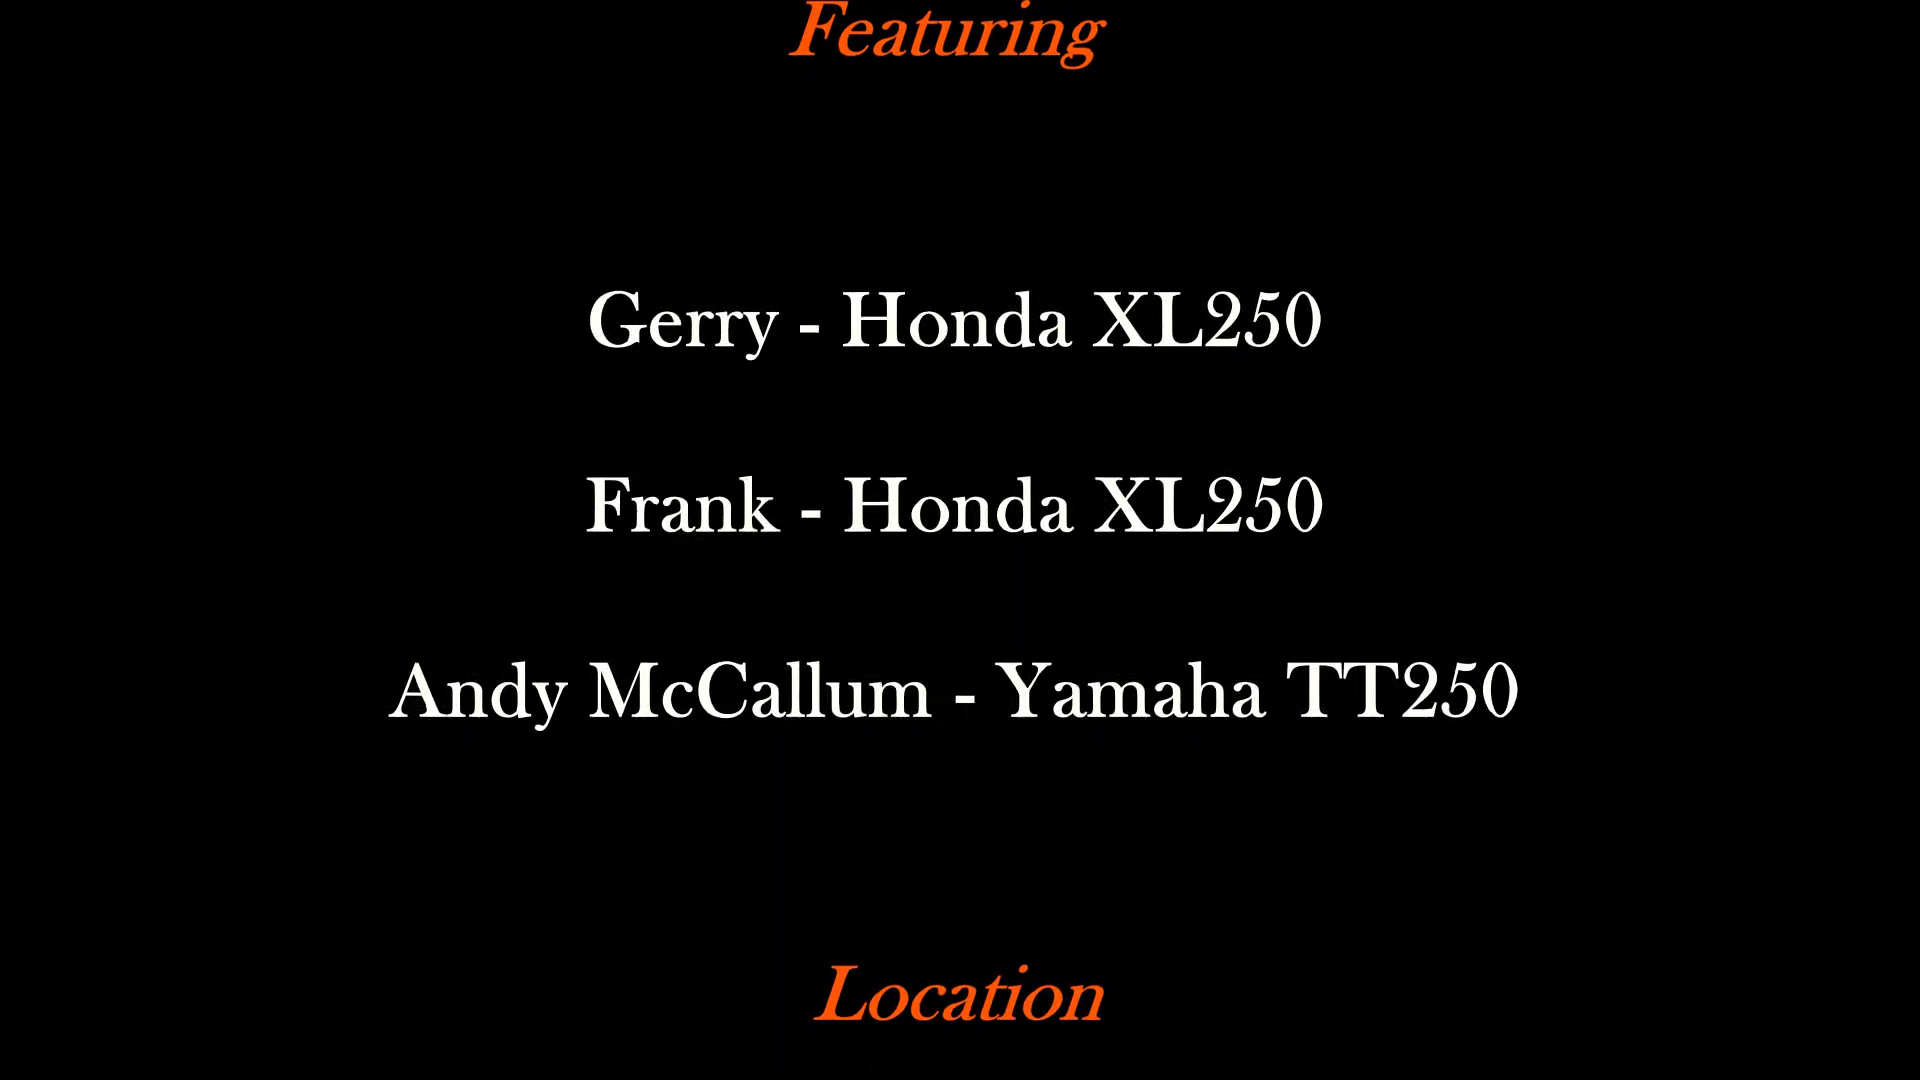 Featuring
Gerry - Honda XL250
Frank - Honda XL250
Andy McCallum - Yamaha TT250
Location